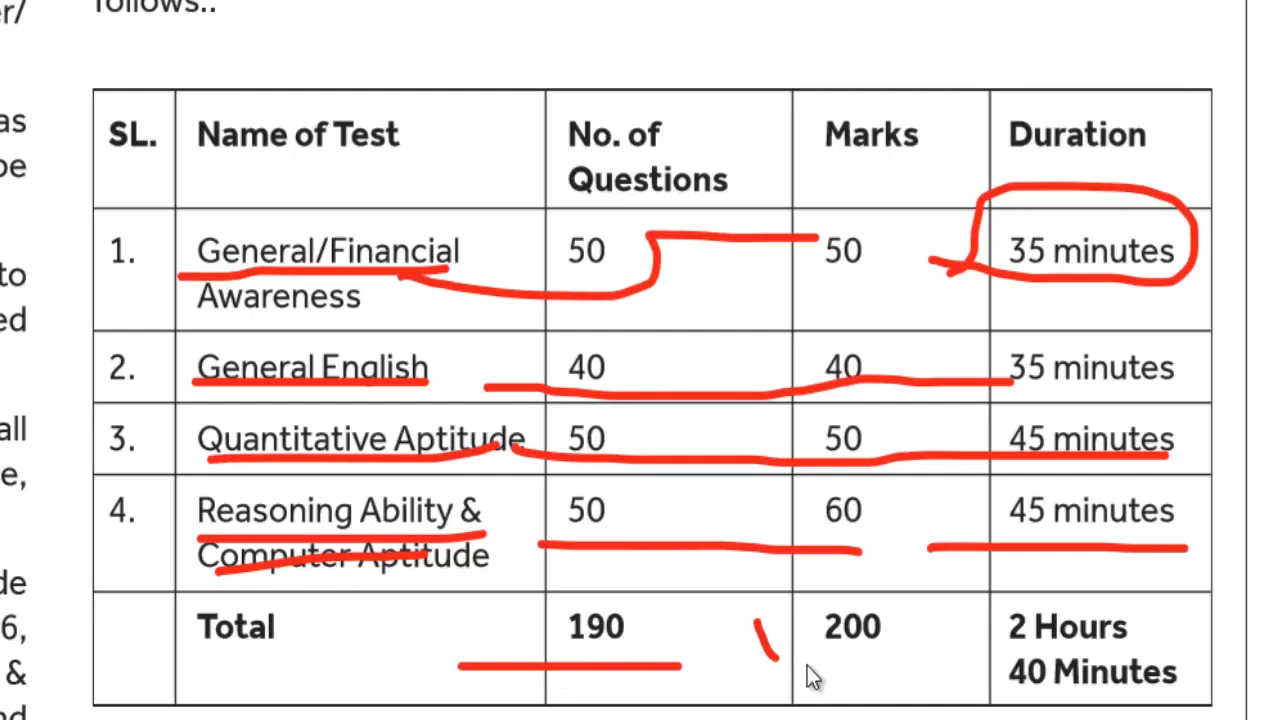 follows..
SL. Name of Test No. of Questions Marks Duration
1. General/Financial Awareness 50 50 35 minutes
2. General English 40 40 35 minutes
3. Quantitative Aptitude 50 50 45 minutes
4. Reasoning Ability & Computer Aptitude 50 60 45 minutes
Total 190 200 2 Hours 40 Minutes